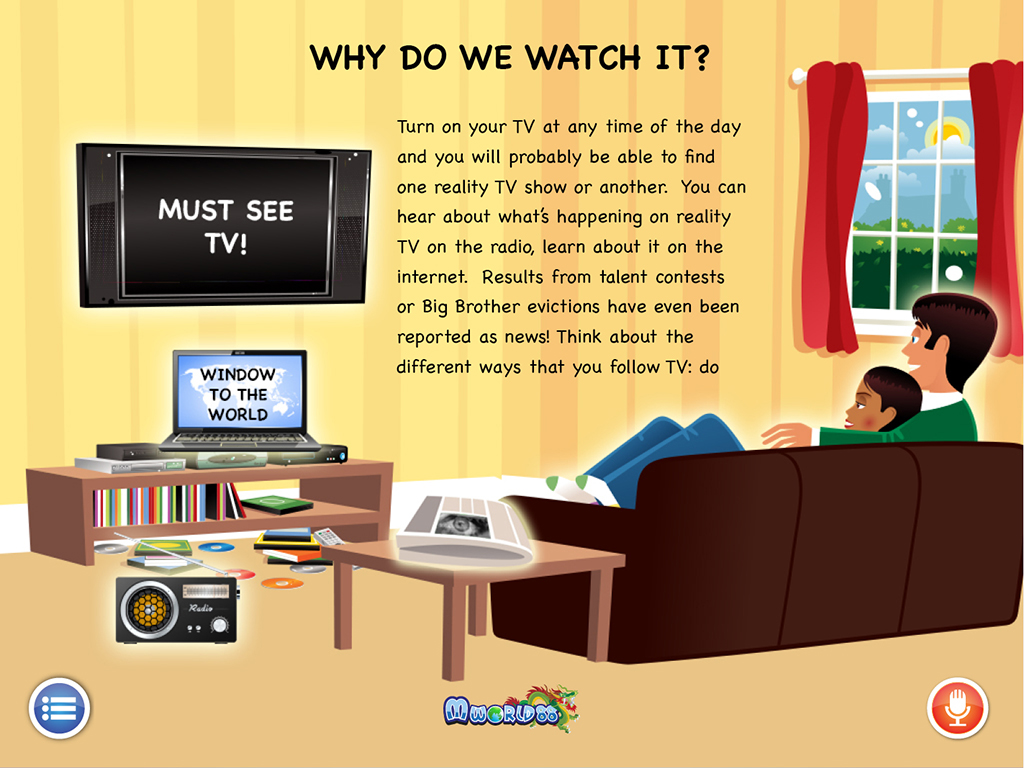 WHY DO WE WATCH IT?
Turn on your TV at any time of the day
and you will probably be able to find
one reality TV show or another.  You can
hear about what's happening on reality
TV on the radio, learn about it on the
internet.  Results from talent contests
or Big Brother evictions have even been
reported as news! Think about the
different ways that you follow TV: do
MUST SEE
TV!
WINDOW
TO THE
WORLD
Radio
MWORLD88